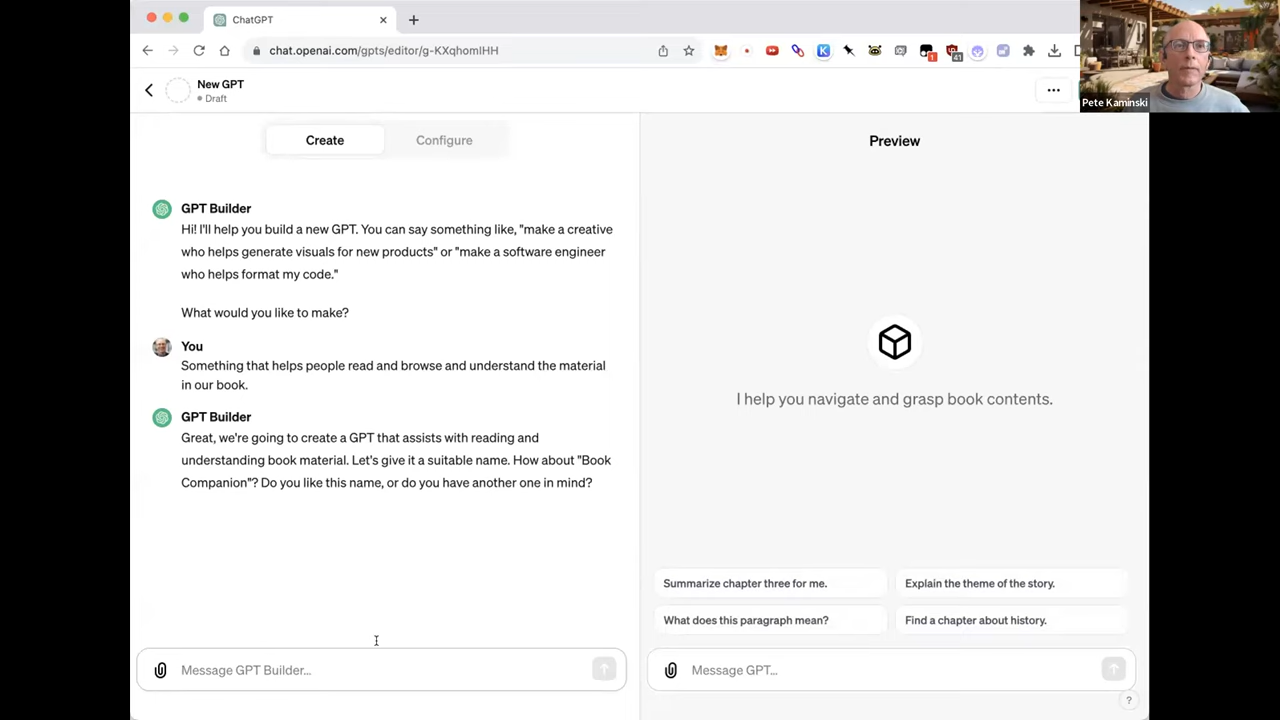 ChatGPT
chat.openai.com/gpts/editor/g-KXqhomIHH
1
41
K
New GPT
Draft
Pete Kaminski
Create
Configure
Preview
GPT Builder
Hi! I'll help you build a new GPT. You can say something like, "make a creative
who helps generate visuals for new products" or "make a software engineer
who helps format my code."
What would you like to make?
You
Something that helps people read and browse and understand the material
in our book.
GPT Builder
Great, we're going to create a GPT that assists with reading and
understanding book material. Let's give it a suitable name. How about "Book
Companion"? Do you like this name, or do you have another one in mind?
I help you navigate and grasp book contents.
Summarize chapter three for me.
Explain the theme of the story.
What does this paragraph mean?
Find a chapter about history.
Message GPT Builder...
Message GPT...
?